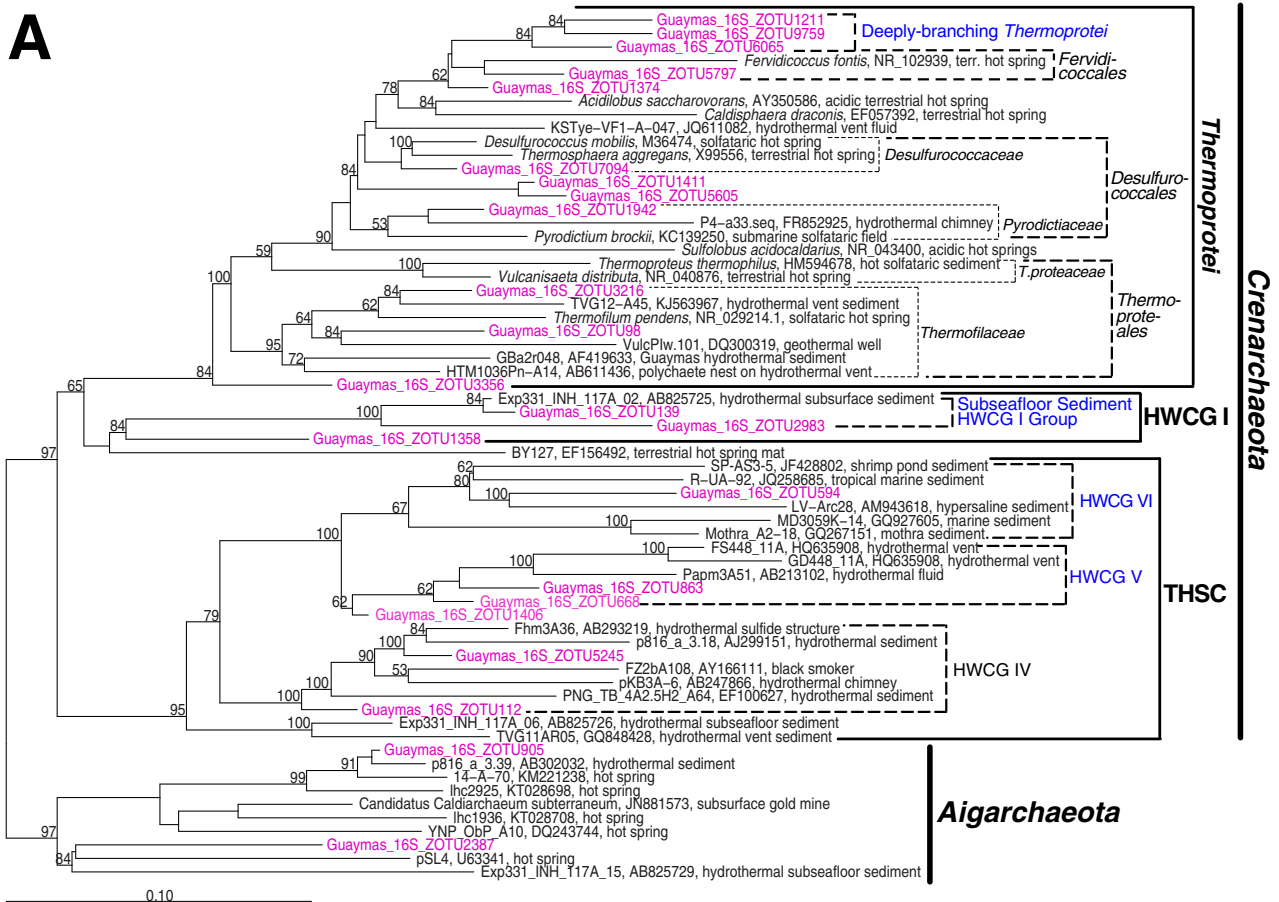 A
84
Guaymas_16S_ZOTU1211
84
Guaymas_16S_ZOTU9759
Deeply-branching Thermoprotei
Guaymas_16S_ZOTU6065
Fervidicoccus fontis, NR_102939, terr. hot spring
Fervidi-
coccales
62
Guaymas_16S_ZOTU5797
78
Guaymas_16S_ZOTU1374
84
Acidilobus saccharovorans, AY350586, acidic terrestrial hot spring
Caldisphaera draconis, EF057392, terrestrial hot spring
KSTye-VF1-A-047, JQ611082, hydrothermal vent fluid
100
Desulfurococcus mobilis, M36474, solfataric hot spring
Thermosphaera aggregans, X99556, terrestrial hot spring
Desulfurococcaceae
84
Guaymas_16S_ZOTU7094
Guaymas_16S_ZOTU1411
Desulfuro-
coccales
Guaymas_16S_ZOTU5605
Guaymas_16S_ZOTU1942
53
P4-a33.seq, FR852925, hydrothermal chimney
Pyrodictiaceae
90
Pyrodictium brockii, KC139250, submarine solfataric field
59
Sulfolobus acidocaldarius, NR_043400, acidic hot springs
100
Thermoproteus thermophilus, HM594678, hot solfataric sediment
T.proteaceae
100
Vulcanisaeta distributa, NR_040876, terrestrial hot spring
84
Guaymas_16S_ZOTU3216
62
TVG12-A45, KJ563967, hydrothermal vent sediment
Thermo-
prote-
ales
64
Thermofilum pendens, NR_029214.1, solfataric hot spring
84
Guaymas_16S_ZOTU98
Thermofilaceae
95
VulcPIw.101, DQ300319, geothermal well
72
GBa2r048, AF419633, Guaymas hydrothermal sediment
84
HTM1036Pn-A14, AB611436, polychaete nest on hydrothermal vent
65
Guaymas_16S_ZOTU3356
Thermoprotei
Crenarchaeota
84
Exp331_INH_117A_02, AB825725, hydrothermal subsurface sediment
100
Guaymas_16S_ZOTU139
Subseafloor Sediment
HWCG I Group
HWCG I
84
Guaymas_16S_ZOTU2983
Guaymas_16S_ZOTU1358
97
BY127, EF156492, terrestrial hot spring mat
62
SP-AS3-5, JF428802, shrimp pond sediment
80
R-UA-92, JQ258685, tropical marine sediment
100
Guaymas_16S_ZOTU594
HWCG VI
67
LV-Arc28, AM943618, hypersaline sediment
100
MD3059K-14, GQ927605, marine sediment
100
Mothra_A2-18, GQ267151, mothra sediment
100
FS448_11A, HQ635908, hydrothermal vent
100
GD448_11A, HQ635908, hydrothermal vent
Papm3A51, AB213102, hydrothermal fluid
HWCG V
62
Guaymas_16S_ZOTU863
62
Guaymas_16S_ZOTU668
THSC
79
Guaymas_16S_ZOTU1406
84
Fhm3A36, AB293219, hydrothermal sulfide structure
100
p816_a_3.18, AJ299151, hydrothermal sediment
90
Guaymas_16S_ZOTU5245
53
FZ2bA108, AY166111, black smoker
HWCG IV
100
pKB3A-6, AB247866, hydrothermal chimney
100
PNG_TB_4A2.5H2_A64, EF100627, hydrothermal sediment
95
Guaymas_16S_ZOTU112
100
Exp331_INH_117A_06, AB825726, hydrothermal subseafloor sediment
TVG11AR05, GQ848428, hydrothermal vent sediment
Guaymas_16S_ZOTU905
91
p816_a_3.39, AB302032, hydrothermal sediment
99
14-A-70, KM221238, hot spring
lhc2925, KT028698, hot spring
Candidatus Caldiarchaeum subterraneum, JN881573, subsurface gold mine
lhc1936, KT028708, hot spring
Aigarchaeota
97
YNP_ObP_A10, DQ243744, hot spring
Guaymas_16S_ZOTU2387
84
pSL4, U63341, hot spring
Exp331_INH_117A_15, AB825729, hydrothermal subseafloor sediment
0.10